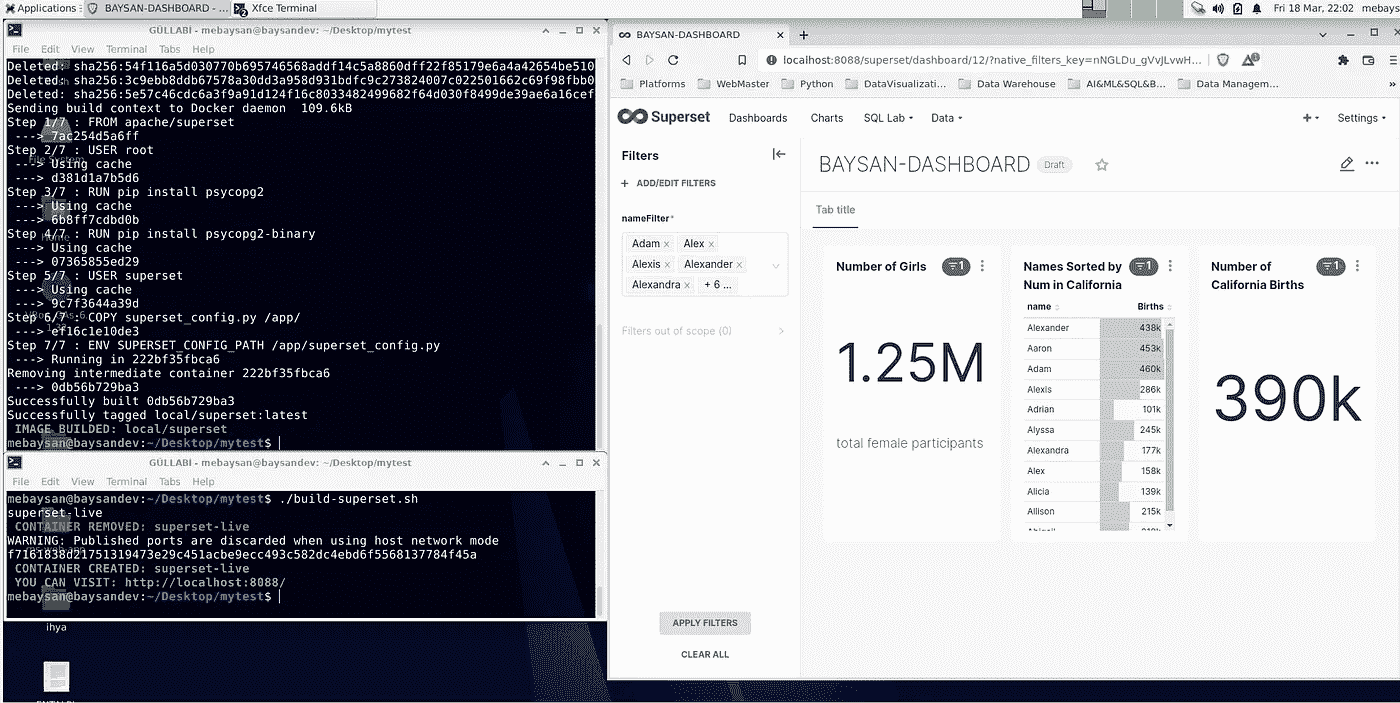 Applications
BAYSAN-DASHBOARD - ...
Xfce Terminal
Fri 18 Mar, 22:02 mebays
GÜLLABİ - mebaysan@baysandev: ~/Desktop/mytest
File Edit View Terminal Tabs Help
Deleted: sha256:54f116a5d030770b695746568addf14c5a8860dff22f85179e6a4a42654be510
Deleted: sha256:3c9ebb8ddb67578a30dd3a958d931bdfc9c273824007c022501662c69f98fbb0
Deleted: sha256:5e57c46cdc6a3f9a91d124f16c8033482499682f64d030f8499de39ae6a16cef
Sending build context to Docker daemon 109.6kB
Step 1/7 : FROM apache/superset
---> 7ac254d5a6ff
Step 2/7 : USER root
---> Using cache
---> d381d1a7b5d6
Step 3/7 : RUN pip install psycopg2
---> Using cache
---> 6b8ff7cdbd0b
Step 4/7 : RUN pip install psycopg2-binary
---> Using cache
---> 07365855ed29
Step 5/7 : USER superset
---> Using cache
---> 9c7f3644a39d
Step 6/7 : COPY superset_config.py /app/
---> ef16c1e10de3
Step 7/7 : ENV SUPERSET_CONFIG_PATH /app/superset_config.py
---> Running in 222bf35fbca6
Removing intermediate container 222bf35fbca6
---> 0db56b729ba3
Successfully built 0db56b729ba3
Successfully tagged local/superset:latest
IMAGE BUILDED: local/superset
mebaysan@baysandev:~/Desktop/mytest$
GÜLLABİ - mebaysan@baysandev: ~/Desktop/mytest
File Edit View Terminal Tabs Help
mebaysan@baysandev:~/Desktop/mytest$ ./build-superset.sh
superset-live
CONTAINER REMOVED: superset-live
WARNING: Published ports are discarded when using host network mode
f7161838d21751319473e29c451acbe9ecc493c582dc4ebd6f5568137784f45a
CONTAINER CREATED: superset-live
YOU CAN VISIT: http://localhost:8088/
mebaysan@baysandev:~/Desktop/mytest$
ihya
BAYSAN-DASHBOARD
localhost:8088/superset/dashboard/12/?native_filters_key=nNGLDu_gVvJLvwH...
Platforms WebMaster Python DataVisualizati... Data Warehouse AI&ML&SQL&B... Data Managem... »
Superset Dashboards Charts SQL Lab Data + Settings
Filters
+ ADD/EDIT FILTERS
nameFilter*
Adam × Alex ×
Alexis × Alexander ×
Alexandra × + 6 ...
Filters out of scope (0)
APPLY FILTERS
CLEAR ALL
BAYSAN-DASHBOARD Draft
Tab title
Number of Girls 1
1.25M
total female participants
Names Sorted by 1
Num in California
name Births
Alexander 438k
Aaron 453k
Adam 460k
Alexis 286k
Adrian 101k
Alyssa 245k
Alexandra 177k
Alex 158k
Alicia 139k
Allison 215k
Number of 1
California Births
390k